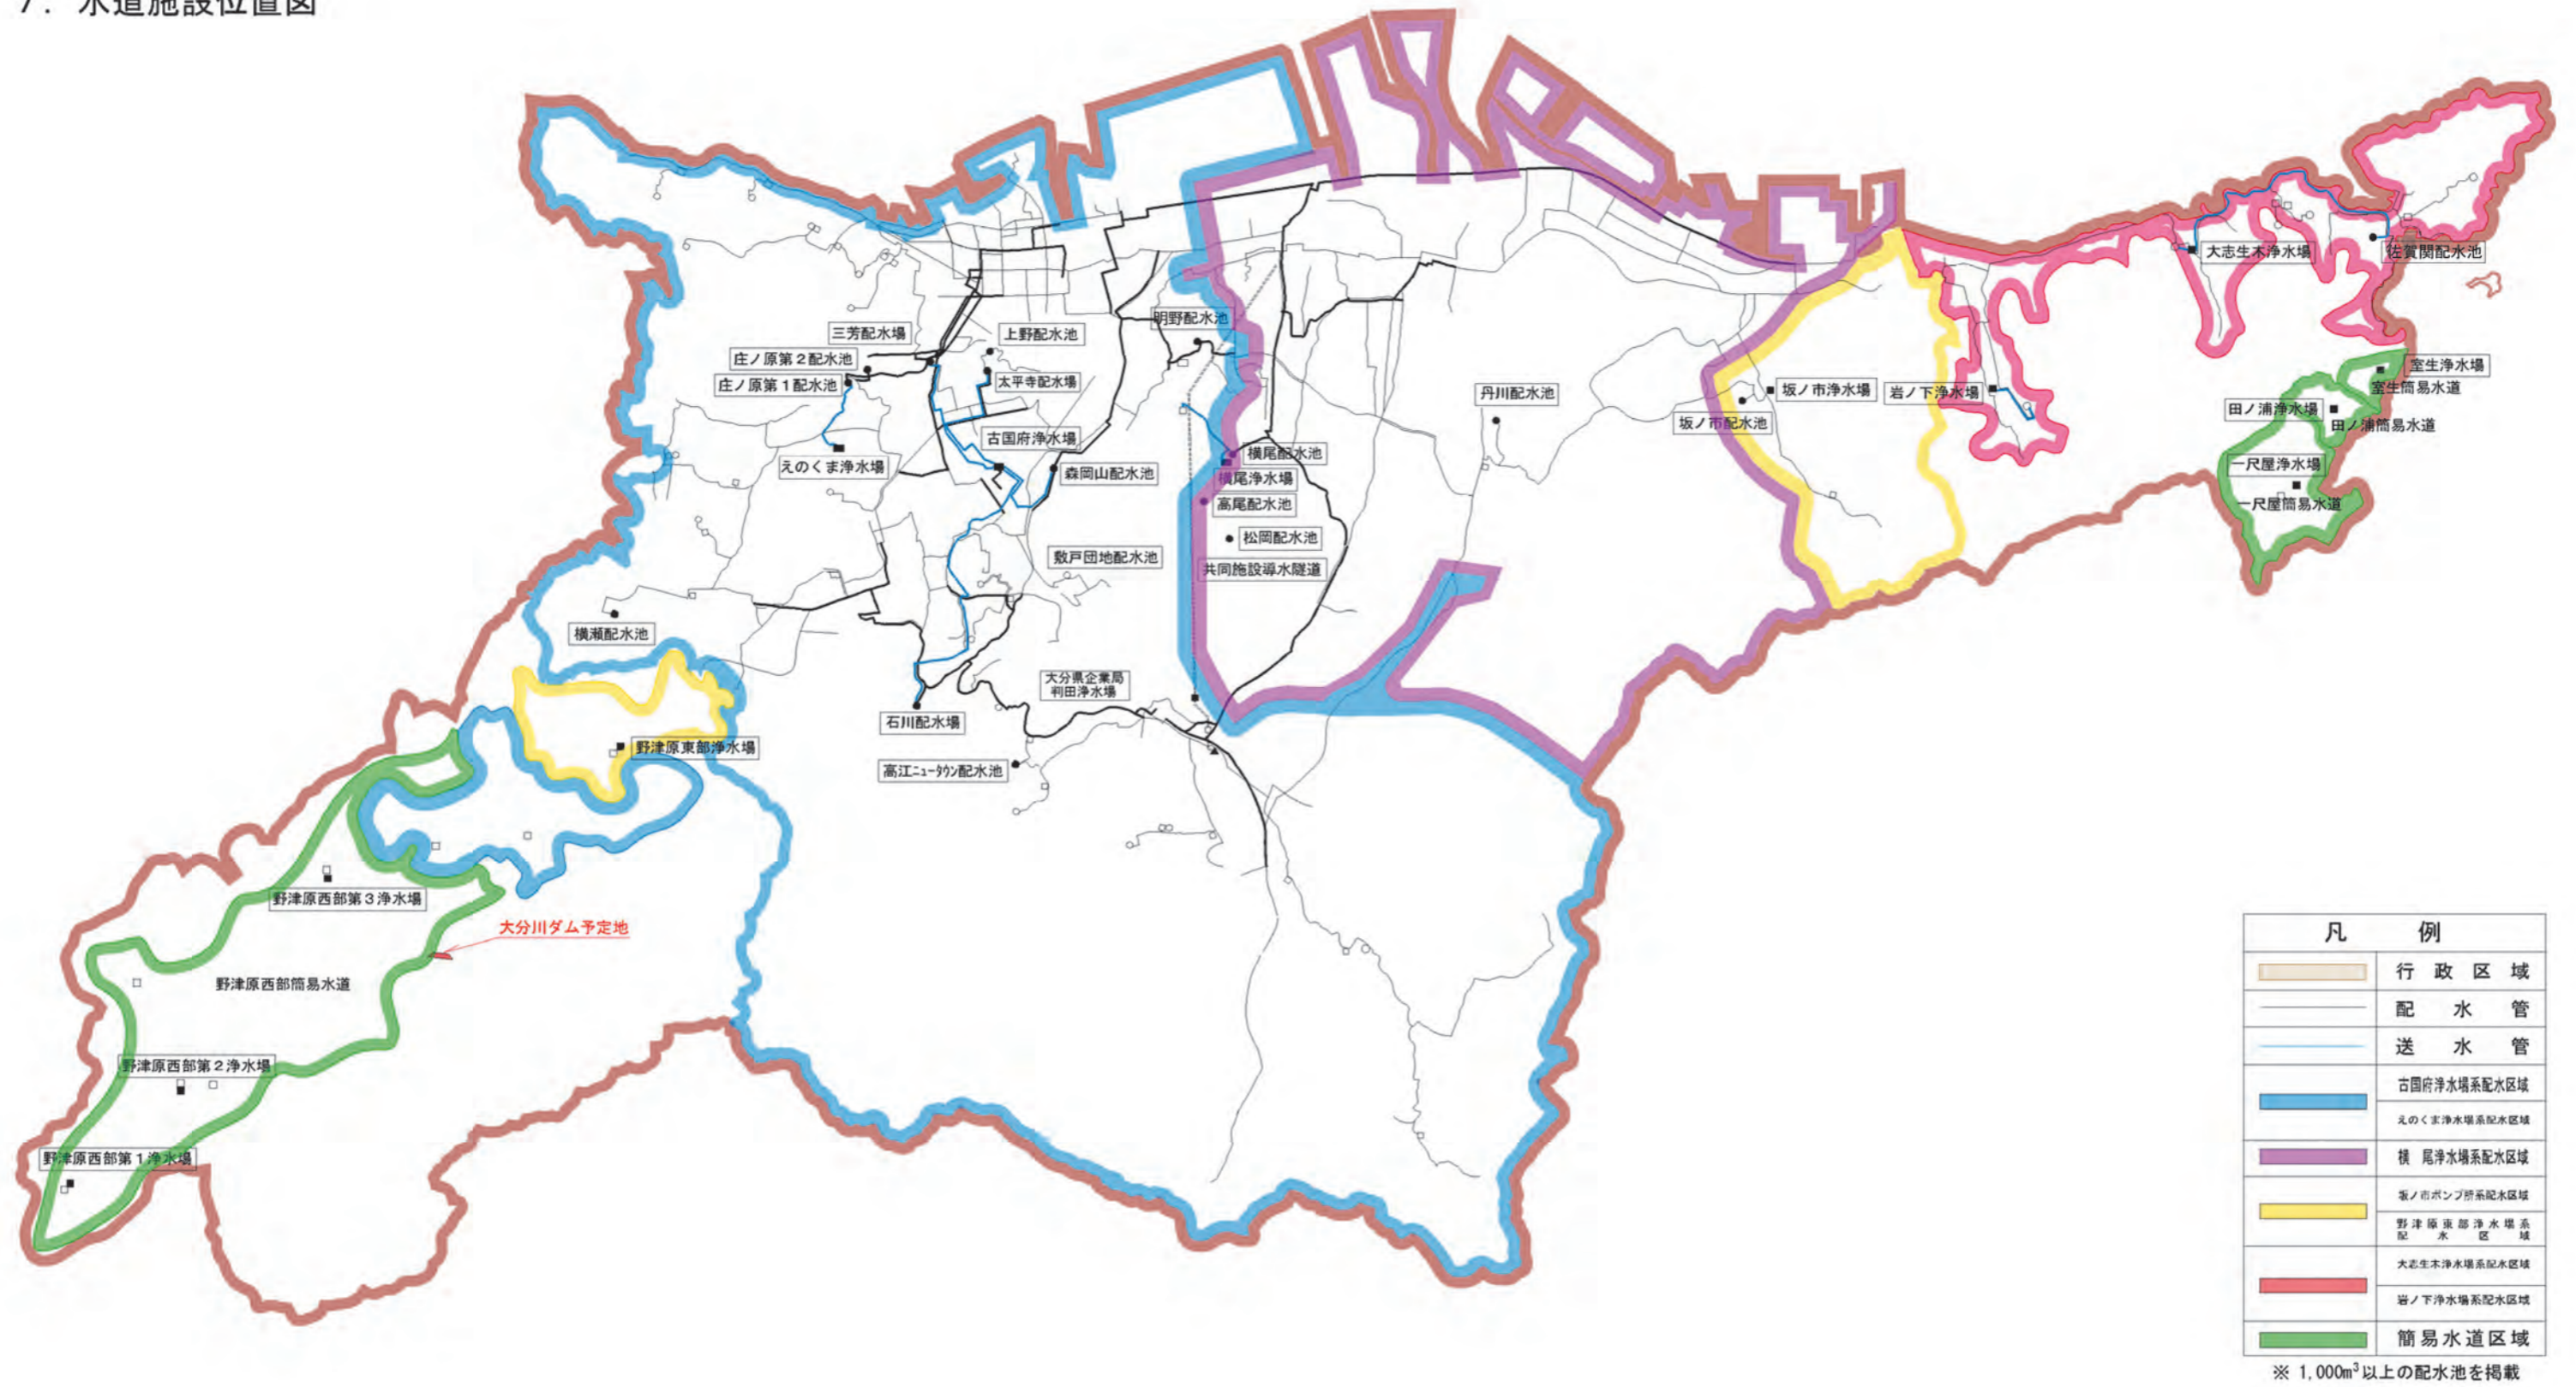 7. 水道施設位置図
三芳配水場
上野配水池
明野配水池
庄ノ原第2配水池
庄ノ原第1配水池
太平寺配水場
古国府浄水場
えのくま浄水場
森岡山配水池
敷戸団地配水池
横瀬配水池
石川配水場
大分県企業局
判田浄水場
高江ニュータウン配水池
横尾配水池
横尾浄水場
高尾配水池
松岡配水池
共同施設導水隧道
丹川配水池
坂ノ市浄水場
坂ノ市配水池
岩ノ下浄水場
大志生木浄水場
佐賀関配水池
室生浄水場
室生簡易水道
田ノ浦浄水場
田ノ浦簡易水道
一尺屋浄水場
一尺屋簡易水道
野津原東部浄水場
野津原西部第3浄水場
大分川ダム予定地
野津原西部簡易水道
野津原西部第2浄水場
野津原西部第1浄水場
凡 例
行政区域
配水管
送水管
古国府浄水場系配水区域
えのくま浄水場系配水区域
横尾浄水場系配水区域
坂ノ市ポンプ所系配水区域
野津原東部浄水場系
配水区域
大志生木浄水場系配水区域
岩ノ下浄水場系配水区域
簡易水道区域
※ 1,000m³以上の配水池を掲載